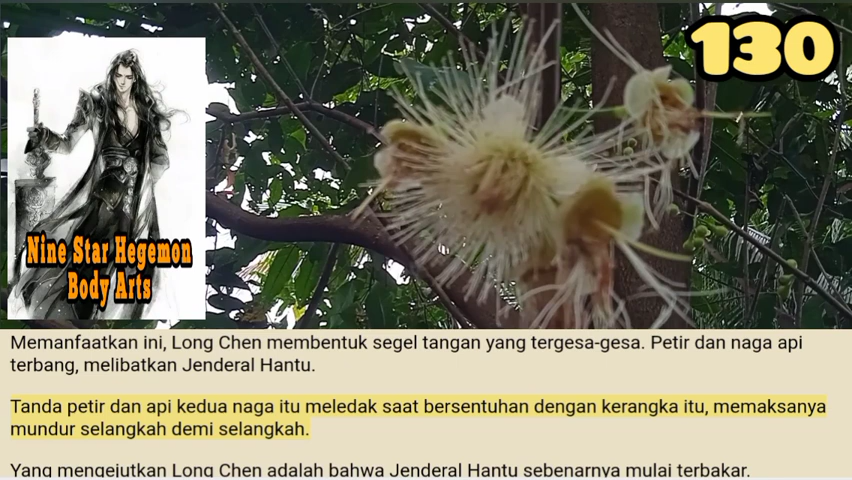 130
Nine Star Hegemon
Body Arts
Memanfaatkan ini, Long Chen membentuk segel tangan yang tergesa-gesa. Petir dan naga api
terbang, melibatkan Jenderal Hantu.
Tanda petir dan api kedua naga itu meledak saat bersentuhan dengan kerangka itu, memaksanya
mundur selangkah demi selangkah.
Yang mengejutkan Long Chen adalah bahwa Jenderal Hantu sebenarnya mulai terbakar.